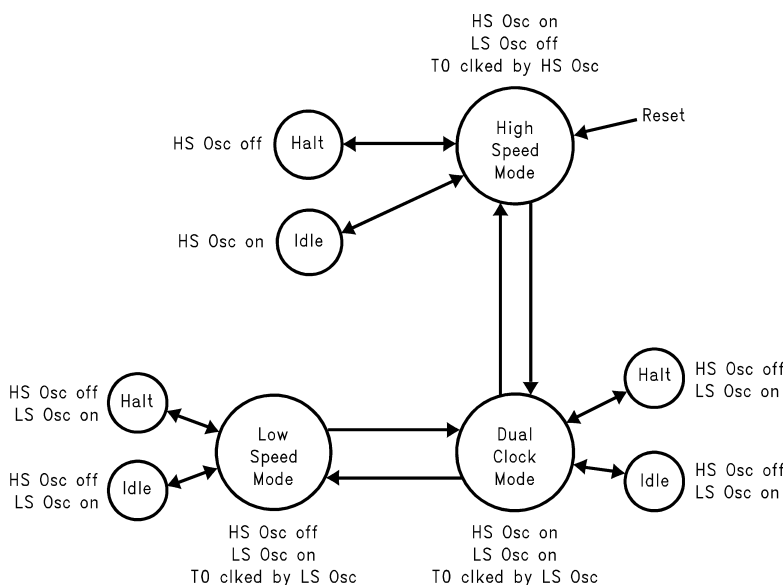 HS Osc on
LS Osc off
T0 clked by HS Osc
High
Speed
Mode
Reset
HS Osc off
Halt
HS Osc on
Idle
HS Osc off
LS Osc on
Halt
HS Osc off
LS Osc on
Idle
Low
Speed
Mode
HS Osc off
LS Osc on
T0 clked by LS Osc
Dual
Clock
Mode
HS Osc on
LS Osc on
T0 clked by LS Osc
Halt
HS Osc off
LS Osc on
Idle
HS Osc off
LS Osc on